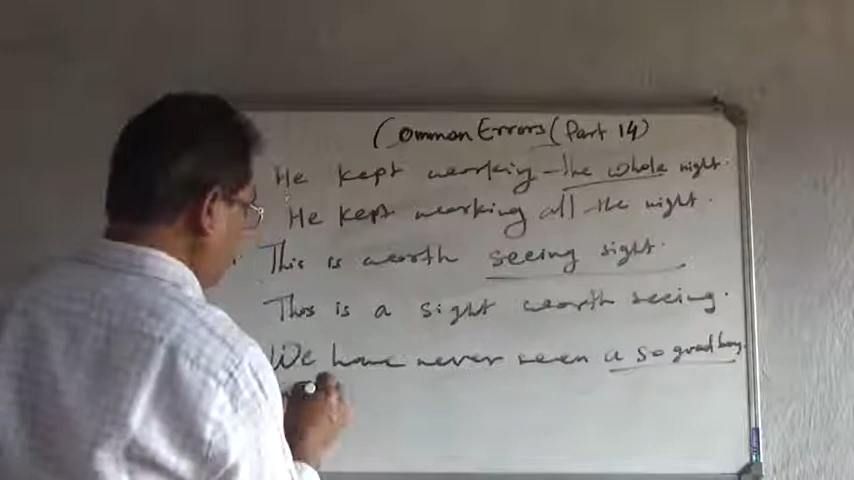 Common Errors (Part 14)
He kept working the whole night.
He kept working all the night.
This is worth seeing sight.
This is a sight worth seeing.
We have never seen a so good boy.